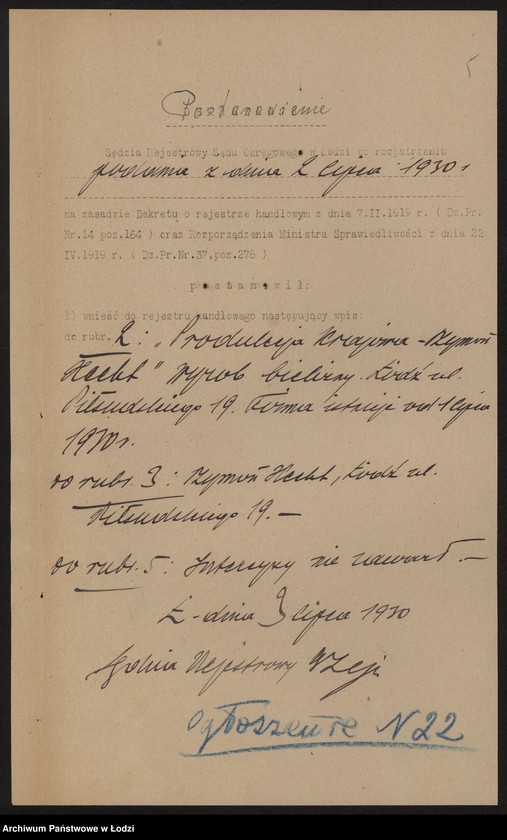 5
Postanowienie
Sędzia Rejestrowy Sądu Okręgowego w Łodzi po rozpatrzeniu
podania z dnia 2 lipca 1930 r
na zasadzie Dekretu o rejestrze handlowym z dnia 7.II.1919 r. ( Dz.Pr.
Nr.14 poz.164 ) oraz Rozporządzenia Ministra Sprawiedliwości z dnia 22
IV.1919 r. ( Dz.Pr.Nr.37,poz.278 )
p o s t a n o w i ł:
1) wnieść do rejestru handlowego następujący wpis:
do rubr. 2: „Produkcja Krajowa - Szymon
Hecht" wyrób bielizny. Łódź ul.
Piłsudskiego 19. Firma istnieje od 1 lipca
1930 r.
do rubr. 3: Szymon Hecht, Łódź ul.
Piłsudskiego 19. —
do rubr. 5: Intercyzy nie zawarł. —
Ł - dnia 3 lipca 1930
Sędzia Rejestrowy
Ogłoszenie N 22
Archiwum Państwowe w Łodzi